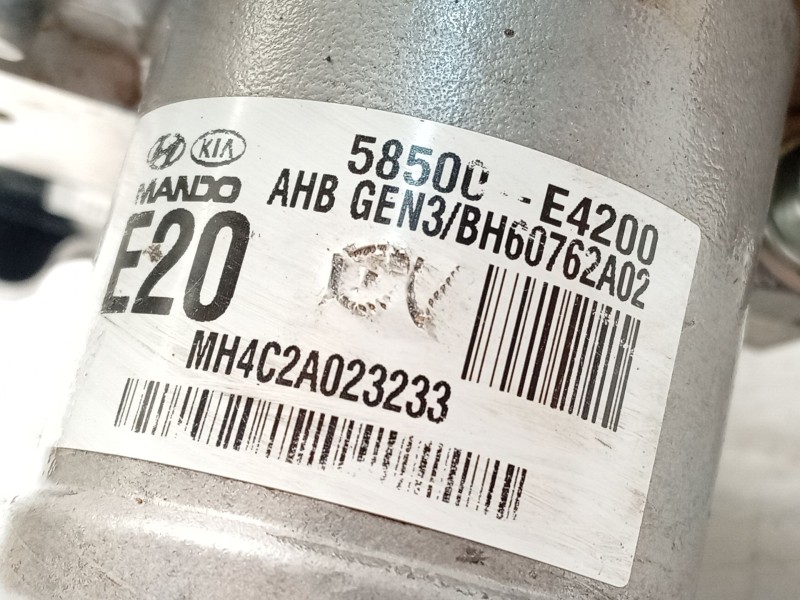 KIA
MANDO
58500-E4200
AHB GEN3/BH60762A02
E20
MH4C2A023233